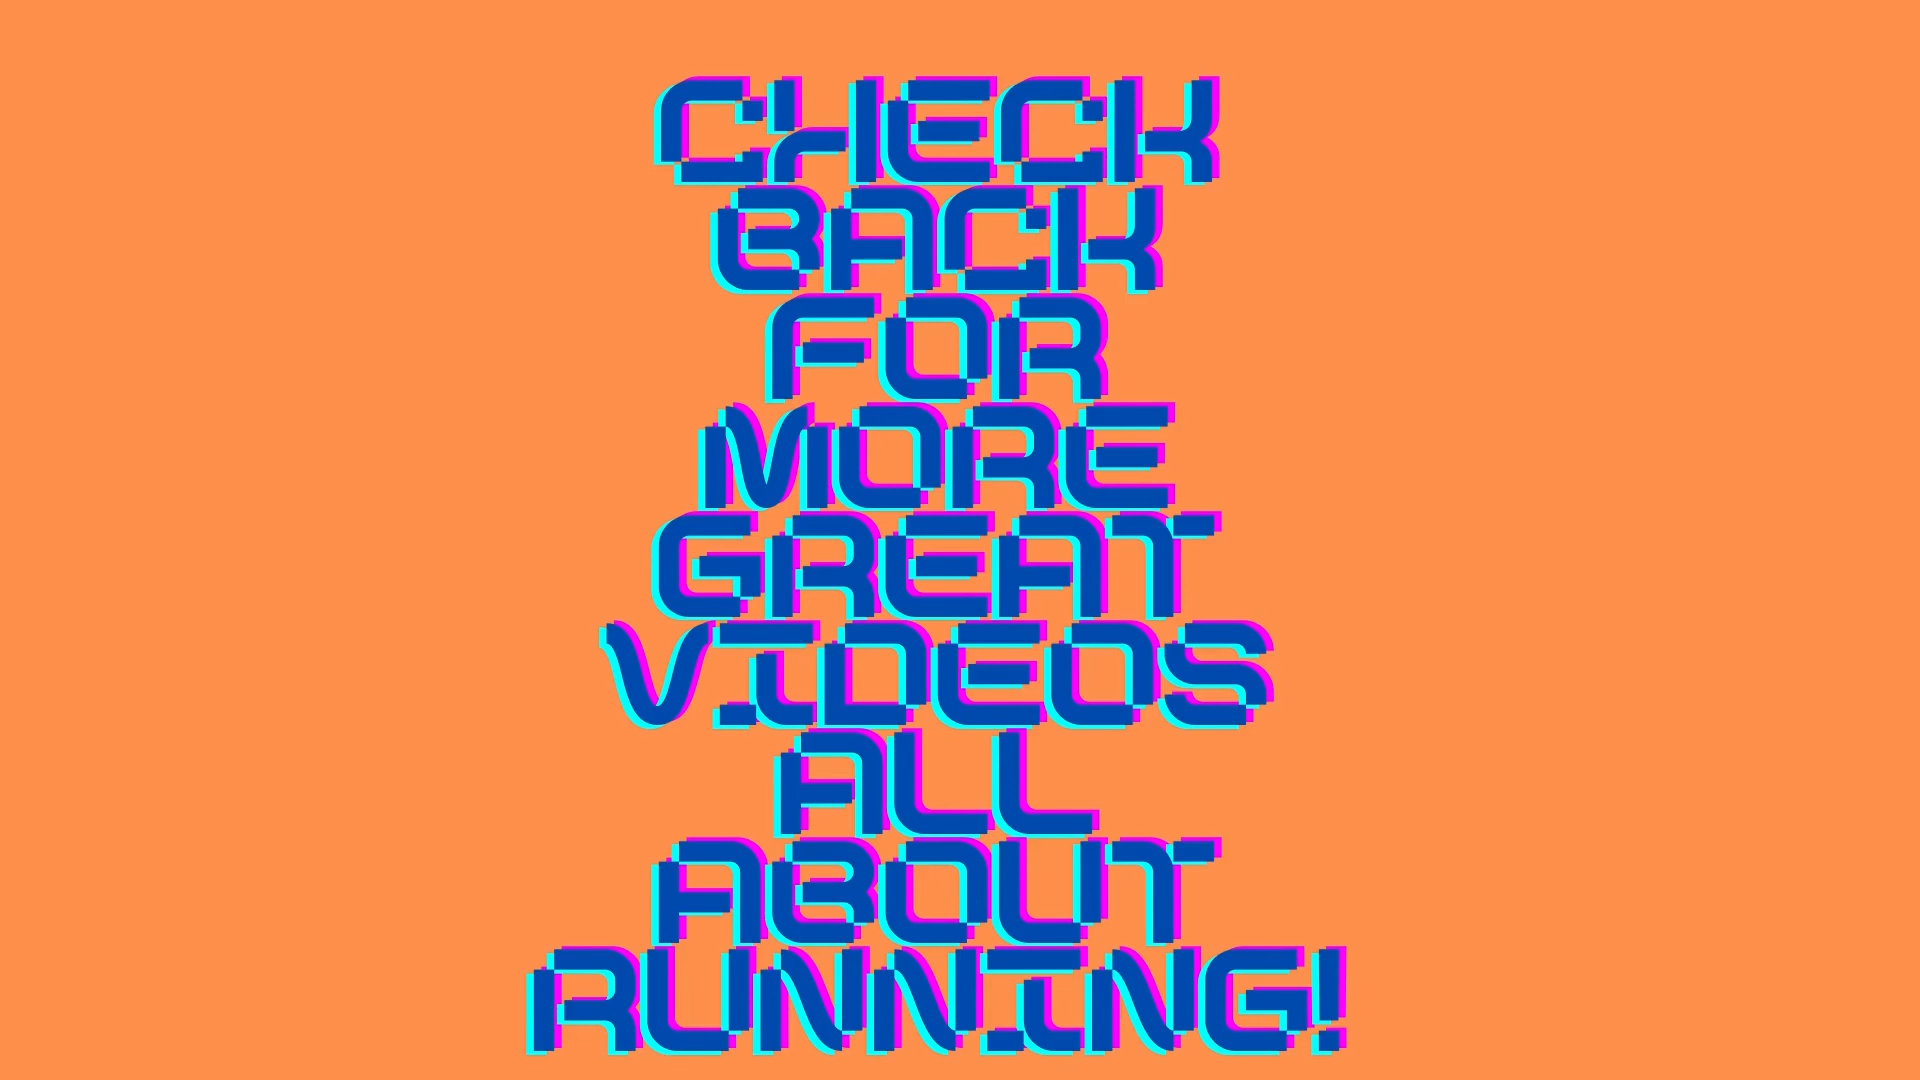 CHECK
BACK
FOR
MORE
GREAT
VIDEOS
ALL
ABOUT
RUNNING!